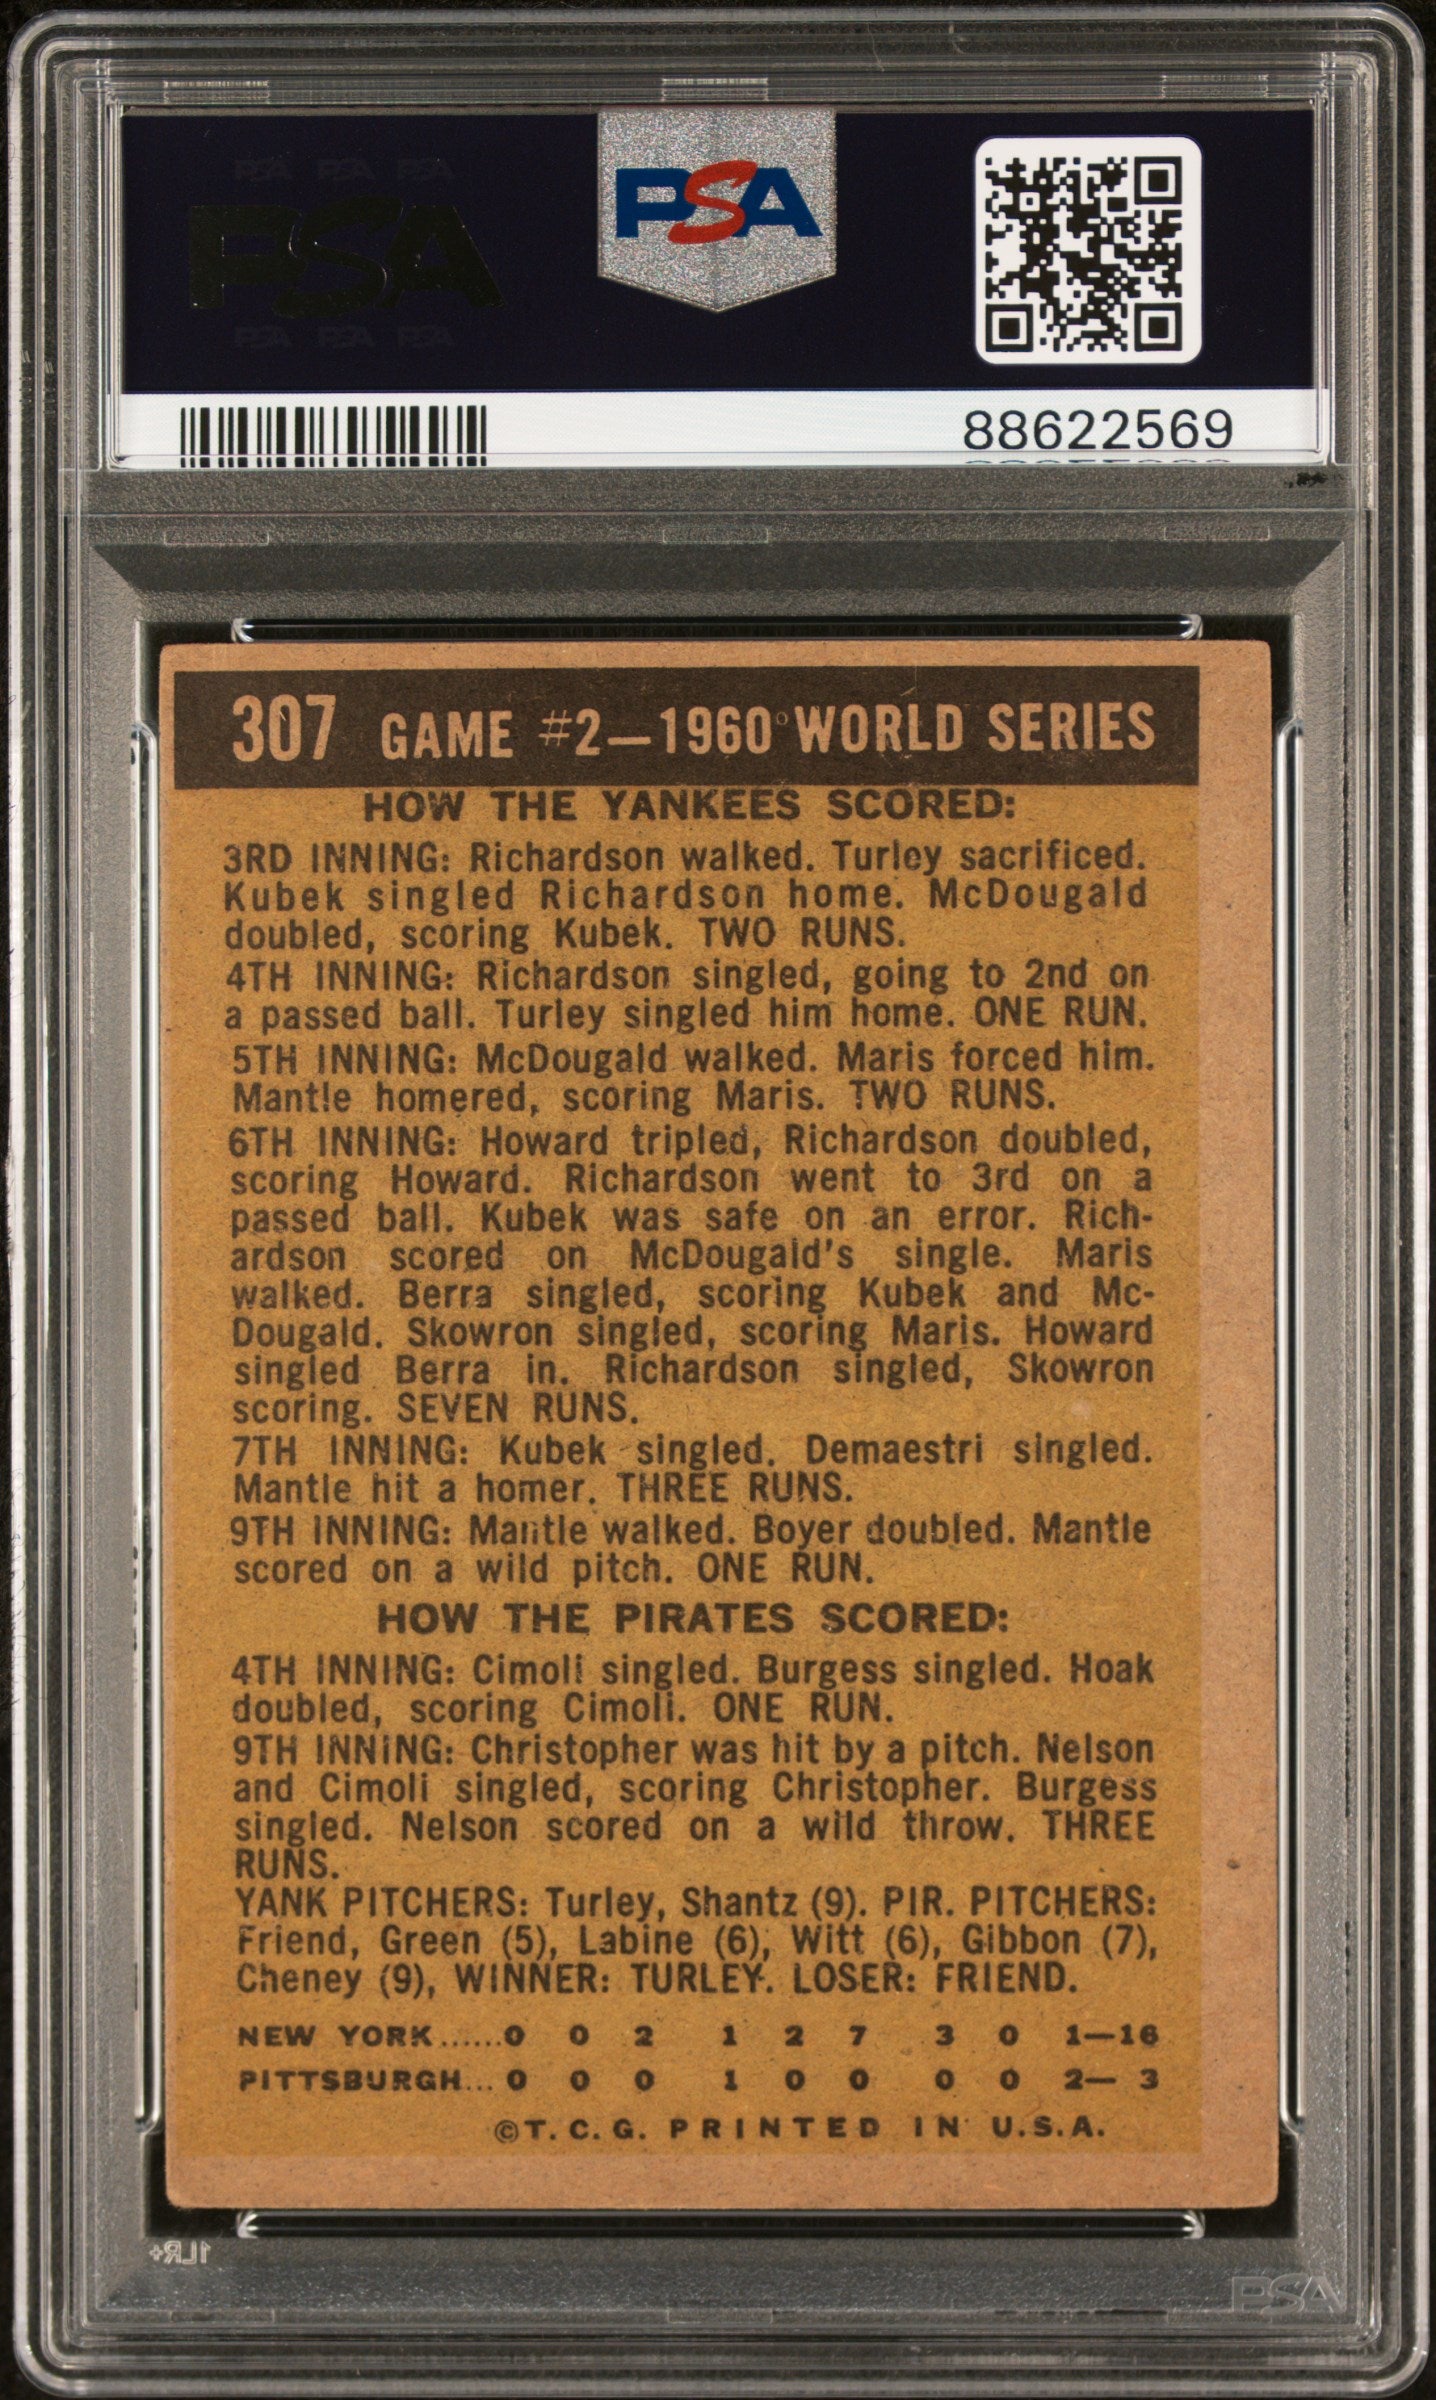 PSA PSA PSA
PSA
PSA PSA PSA
PSA
88622569
307 GAME #2—1960 WORLD SERIES
HOW THE YANKEES SCORED:
3RD INNING: Richardson walked. Turley sacrificed.
Kubek singled Richardson home. McDougald
doubled, scoring Kubek. TWO RUNS.
4TH INNING: Richardson singled, going to 2nd on
a passed ball. Turley singled him home. ONE RUN.
5TH INNING: McDougald walked. Maris forced him.
Mantle homered, scoring Maris. TWO RUNS.
6TH INNING: Howard tripled, Richardson doubled,
scoring Howard. Richardson went to 3rd on a
passed ball. Kubek was safe on an error. Rich-
ardson scored on McDougald's single. Maris
walked. Berra singled, scoring Kubek and Mc-
Dougald. Skowron singled, scoring Maris. Howard
singled Berra in. Richardson singled, Skowron
scoring. SEVEN RUNS.
7TH INNING: Kubek singled. Demaestri singled.
Mantle hit a homer. THREE RUNS.
9TH INNING: Mantle walked. Boyer doubled. Mantle
scored on a wild pitch. ONE RUN.
HOW THE PIRATES SCORED:
4TH INNING: Cimoli singled. Burgess singled. Hoak
doubled, scoring Cimoli. ONE RUN.
9TH INNING: Christopher was hit by a pitch. Nelson
and Cimoli singled, scoring Christopher. Burgess
singled. Nelson scored on a wild throw. THREE
RUNS.
YANK PITCHERS: Turley, Shantz (9). PIR. PITCHERS:
Friend, Green (5), Labine (6), Witt (6), Gibbon (7),
Cheney (9), WINNER: TURLEY. LOSER: FRIEND.
NEW YORK......0 0 2 1 2 7 3 0 1—16
PITTSBURGH...0 0 0 1 0 0 0 0 2— 3
©T. C. G. PRINTED IN U.S.A.
1LR+
PSA